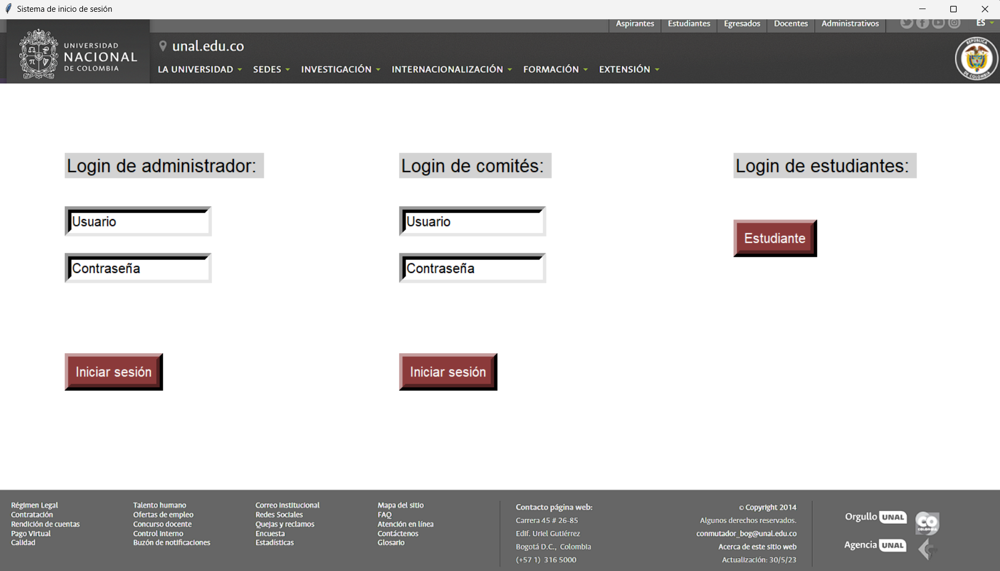 Sistema de inicio de sesión
Aspirantes Estudiantes Egresados Docentes Administrativos ES
UNIVERSIDAD
NACIONAL
DE COLOMBIA
unal.edu.co
LA UNIVERSIDAD SEDES INVESTIGACIÓN INTERNACIONALIZACIÓN FORMACIÓN EXTENSIÓN
REPÚBLICA
DE COLOMBIA
Login de administrador:
Usuario
Contraseña
Iniciar sesión
Login de comités:
Usuario
Contraseña
Iniciar sesión
Login de estudiantes:
Estudiante
Régimen Legal
Contratación
Rendición de cuentas
Pago Virtual
Calidad
Talento humano
Ofertas de empleo
Concurso docente
Control Interno
Buzón de notificaciones
Correo institucional
Redes Sociales
Quejas y reclamos
Encuesta
Estadísticas
Mapa del sitio
FAQ
Atención en línea
Contáctenos
Glosario
Contacto página web:
Carrera 45 # 26-85
Edif. Uriel Gutiérrez
Bogotá D.C., Colombia
(+57 1) 316 5000
© Copyright 2014
Algunos derechos reservados.
conmutador_bog@unal.edu.co
Acerca de este sitio web
Actualización: 30/5/23
Orgullo UNAL
Agencia UNAL
CO
COLOMBIA